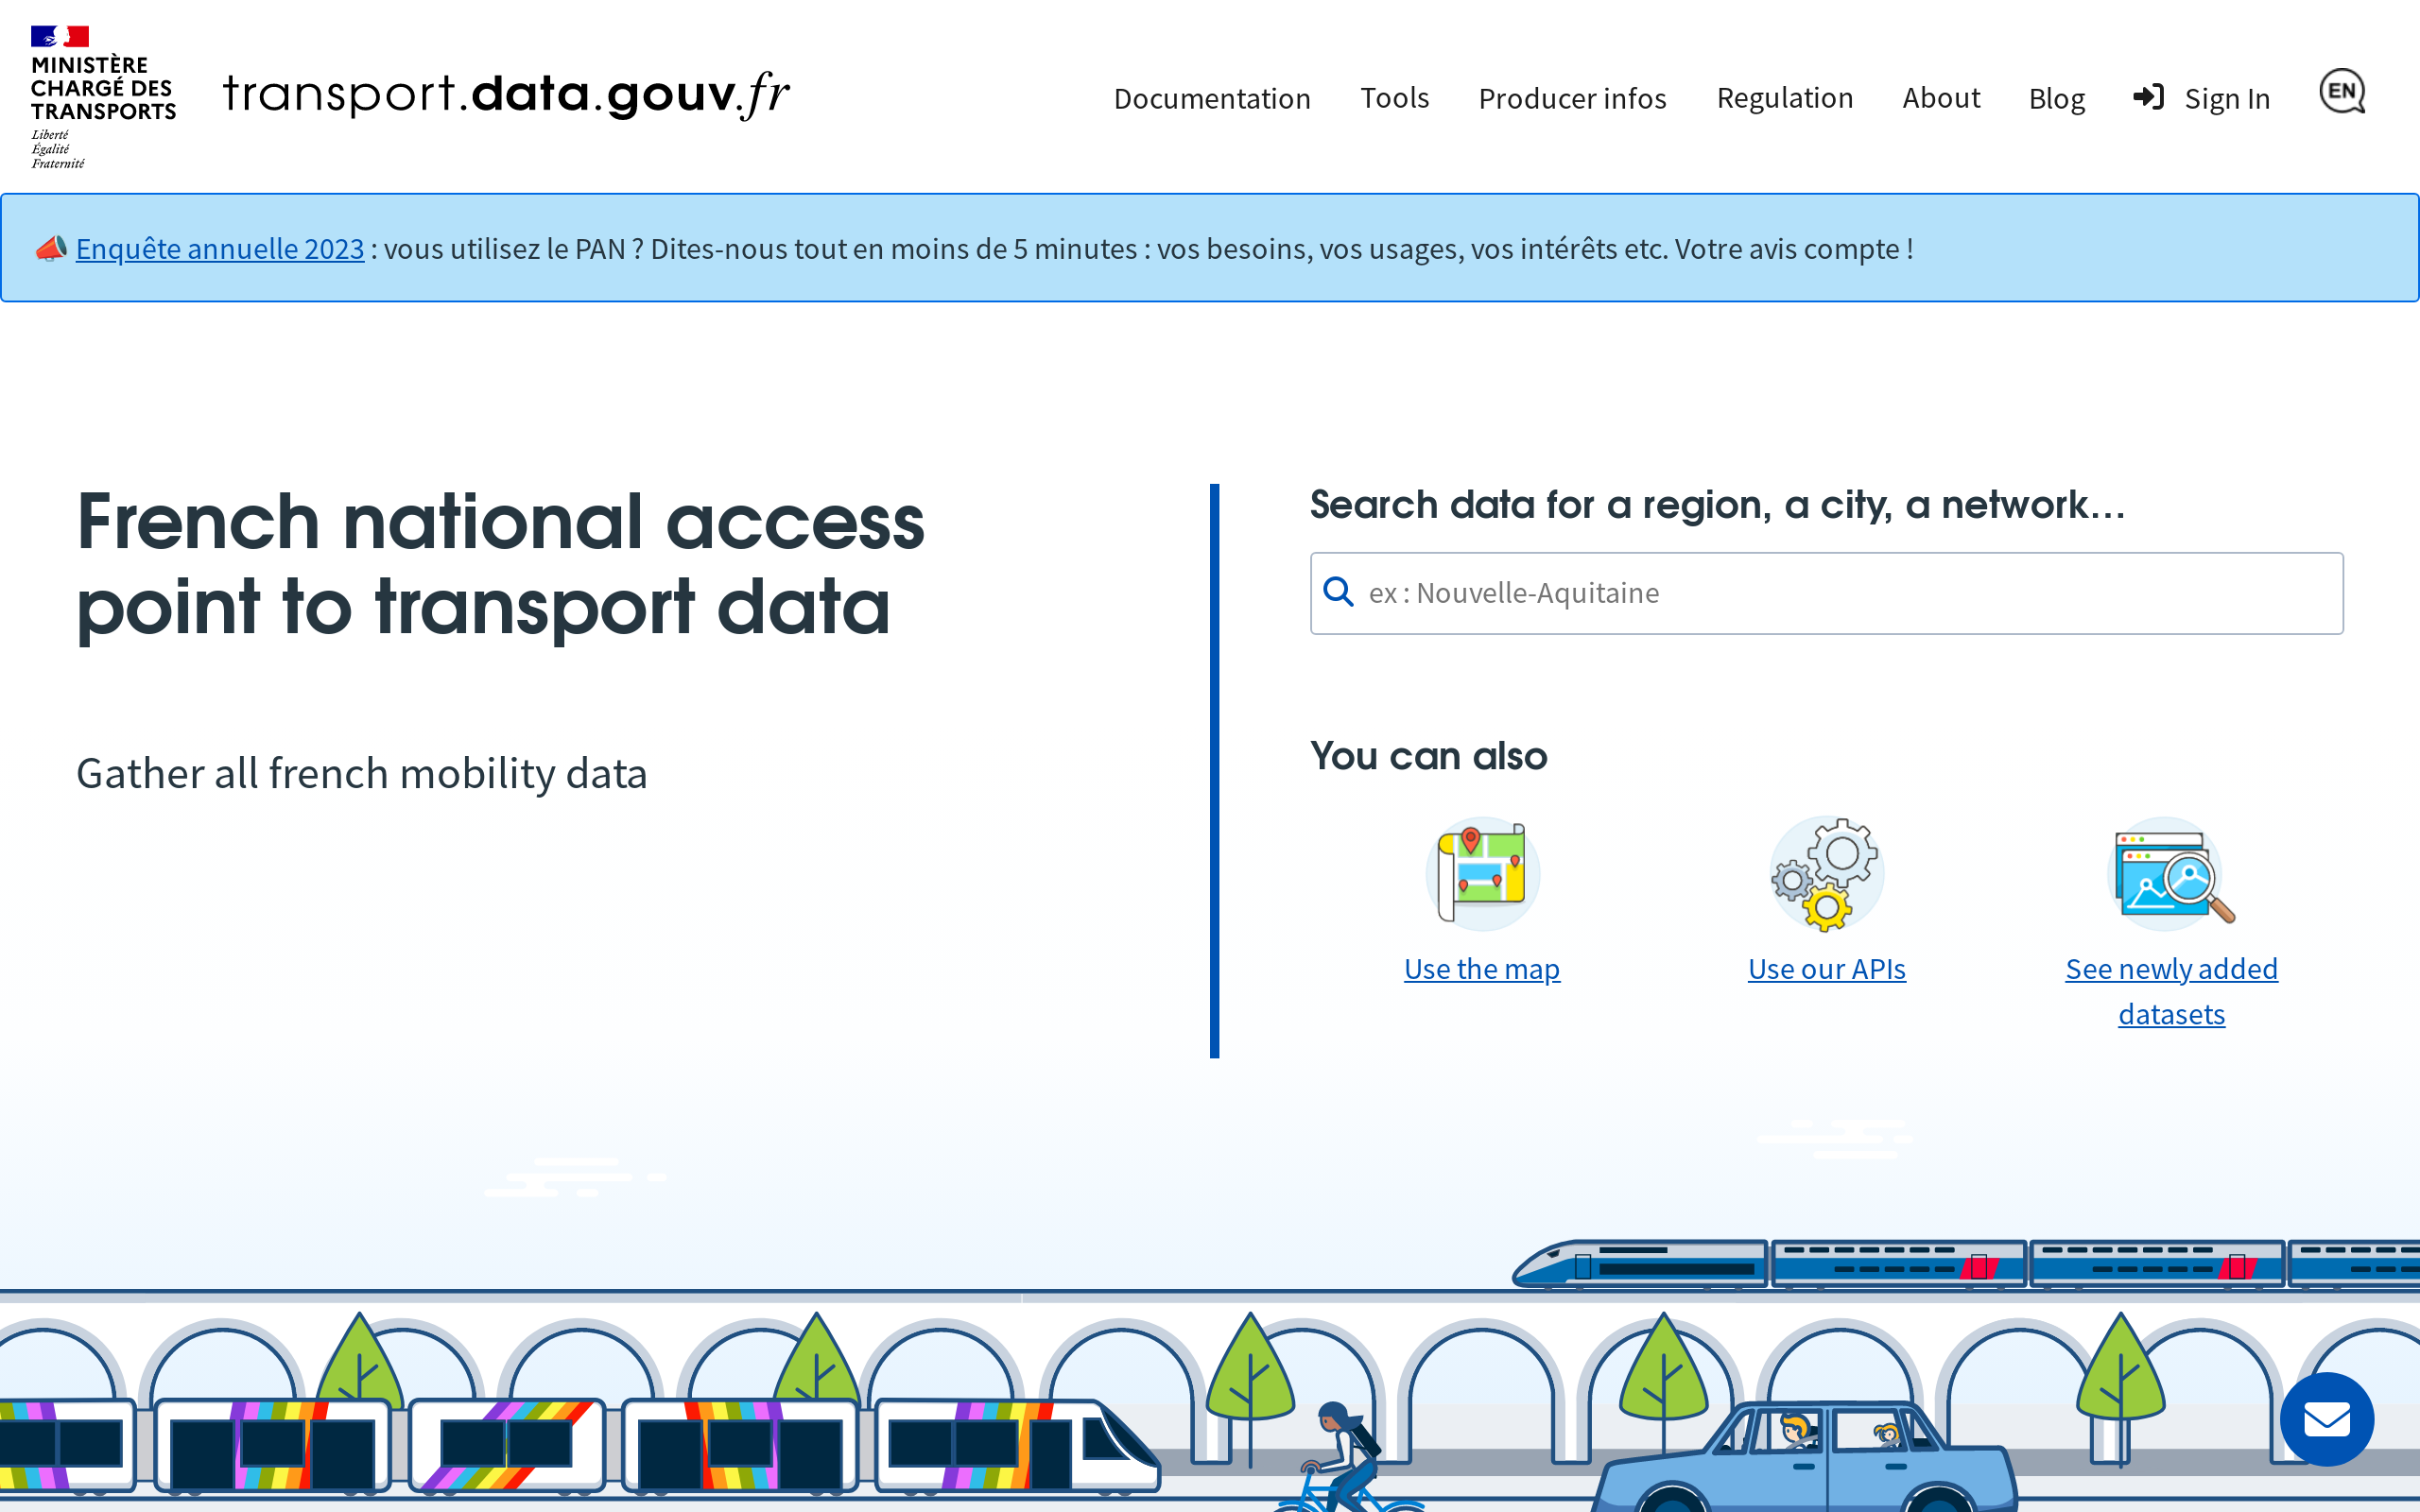 MINISTÈRE
CHARGÉ DES
TRANSPORTS
Liberté
Égalité
Fraternité
transport.data.gouv.fr
Documentation Tools Producer infos Regulation About Blog Sign In EN
📣 Enquête annuelle 2023 : vous utilisez le PAN ? Dites-nous tout en moins de 5 minutes : vos besoins, vos usages, vos intérêts etc. Votre avis compte !
French national access
point to transport data
Gather all french mobility data
Search data for a region, a city, a network…
ex : Nouvelle-Aquitaine
You can also
Use the map
Use our APIs
See newly added
datasets